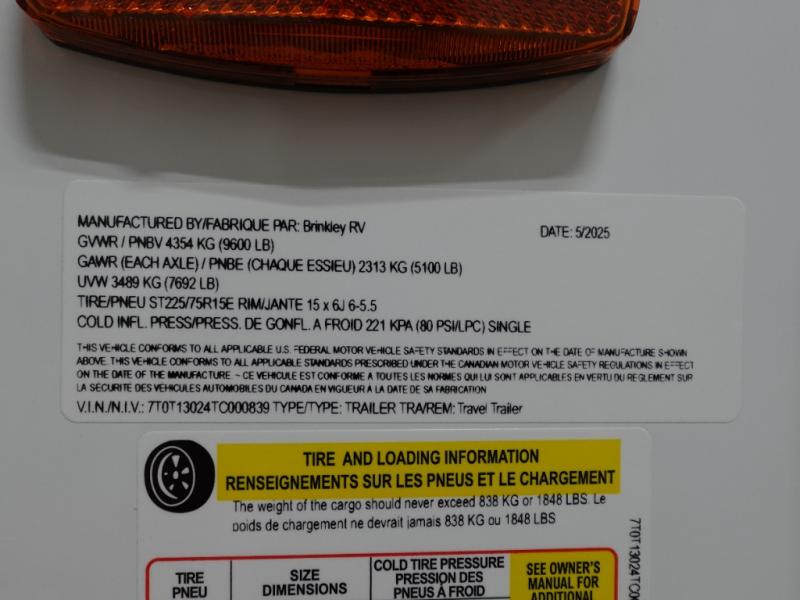 MANUFACTURED BY/FABRIQUE PAR: Brinkley RV
DATE: 5/2025
GVWR / PNBV 4354 KG (9600 LB)
GAWR (EACH AXLE) / PNBE (CHAQUE ESSIEU) 2313 KG (5100 LB)
UVW 3489 KG (7692 LB)
TIRE/PNEU ST225/75R15E RIM/JANTE 15 x 6J 6-5.5
COLD INFL. PRESS/PRESS. DE GONFL. A FROID 221 KPA (80 PSI/LPC) SINGLE
THIS VEHICLE CONFORMS TO ALL APPLICABLE U.S. FEDERAL MOTOR VEHICLE SAFETY STANDARDS IN EFFECT ON THE DATE OF MANUFACTURE SHOWN
ABOVE. THIS VEHICLE CONFORMS TO ALL APPLICABLE STANDARDS PRESCRIBED UNDER THE CANADIAN MOTOR VEHICLE SAFETY REGULATIONS IN EFFECT
ON THE DATE OF THE MANUFACTURE - CE VEHICULE EST CONFORME A TOUTES LES NORMES QUI LUI SONT APPLICABLES EN VERTU DU REGLEMENT SUR
LA SECURITE DES VEHICULES AUTOMOBILES DU CANADA EN VIGUEUR A LA DATE DE SA FABRICATION
V.I.N./N.I.V.: 7T0T13024TC000839 TYPE/TYPE: TRAILER TRA/REM: Travel Trailer
TIRE AND LOADING INFORMATION
RENSEIGNEMENTS SUR LES PNEUS ET LE CHARGEMENT
The weight of the cargo should never exceed 838 KG or 1848 LBS. Le
poids de chargement ne devrait jamais 838 KG ou 1848 LBS
TIRE
PNEU
SIZE
DIMENSIONS
COLD TIRE PRESSURE
PRESSION DES
PNEUS À FROID
SEE OWNER'S
MANUAL FOR
ADDITIONAL